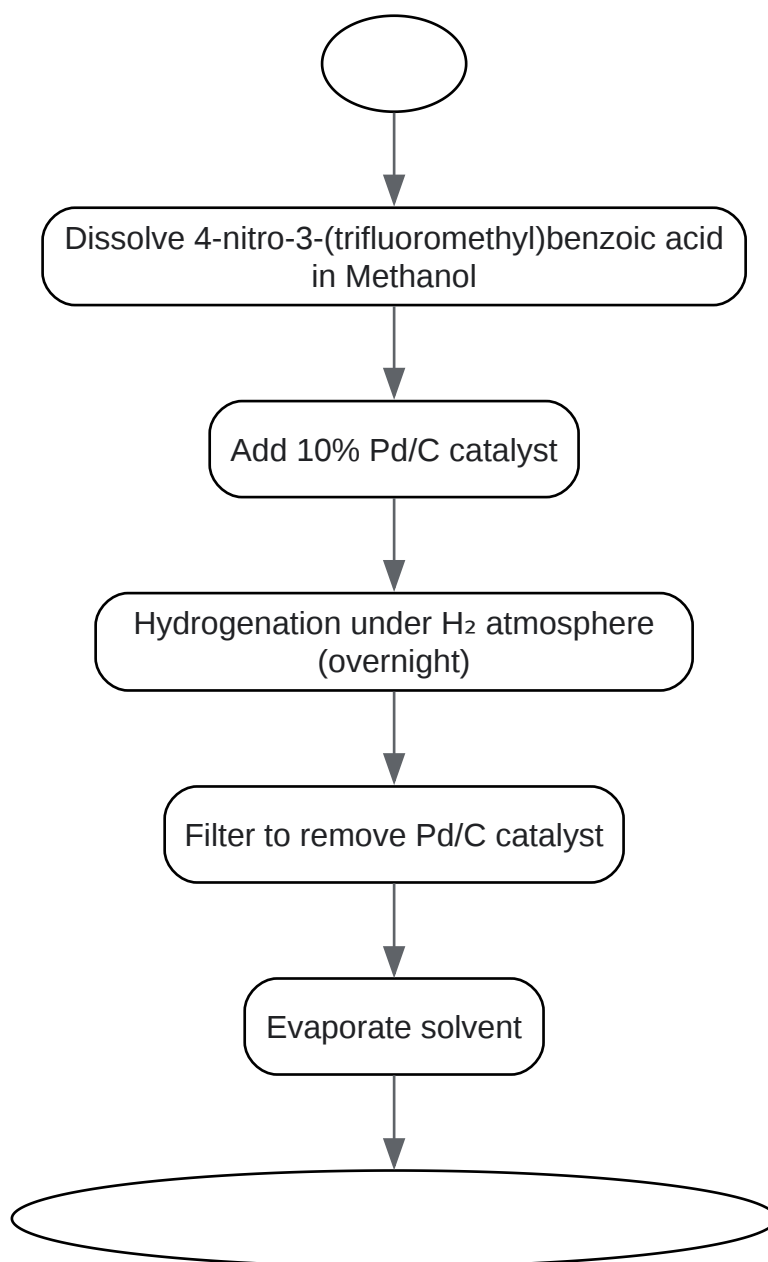 Dissolve 4-nitro-3-(trifluoromethyl)benzoic acid
in Methanol
Add 10% Pd/C catalyst
Hydrogenation under H₂ atmosphere
(overnight)
Filter to remove Pd/C catalyst
Evaporate solvent